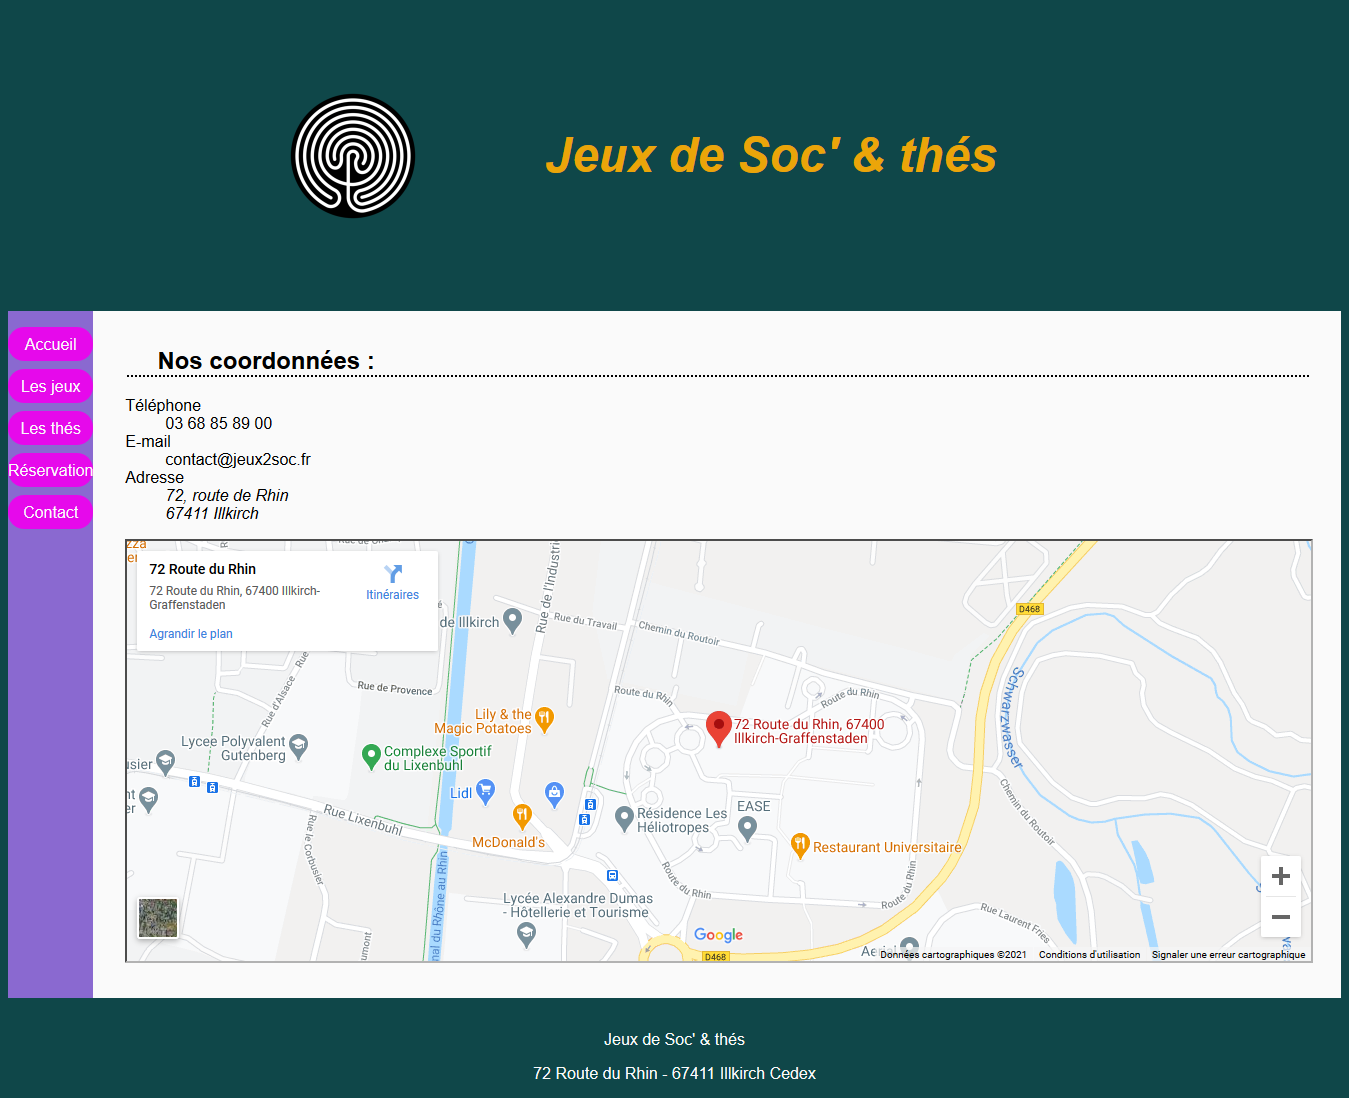 Jeux de Soc' & thés
Accueil
Les jeux
Les thés
Réservation
Contact
Nos coordonnées :
Téléphone
03 68 85 89 00
E-mail
contact@jeux2soc.fr
Adresse
72, route de Rhin
67411 Illkirch
72 Route du Rhin
72 Route du Rhin, 67400 Illkirch-
Graffenstaden
Itinéraires
Agrandir le plan
de Illkirch
Rue de l'Industrie
Rue du Travail
Chemin du Routoir
D468
Schwarzwasser
Rue d'Alsace
Rue de Provence
Route du Rhin
Route du Rhin
Lily & the
Magic Potatoes
72 Route du Rhin, 67400
Illkirch-Graffenstaden
Lycee Polyvalent
Gutenberg
Complexe Sportif
du Lixenbuhl
Lidl
Rue Lixenbuhl
Rue le Corbusier
McDonald's
Résidence Les
Héliotropes
EASE
Restaurant Universitaire
Chemin du Routoir
Route du Rhin
Route du Rhin
Lycée Alexandre Dumas
- Hôtellerie et Tourisme
nal du Rhône au Rhin
Rue Laurent Fries
Google
D468
Données cartographiques ©2021
Conditions d'utilisation
Signaler une erreur cartographique
Jeux de Soc' & thés
72 Route du Rhin - 67411 Illkirch Cedex